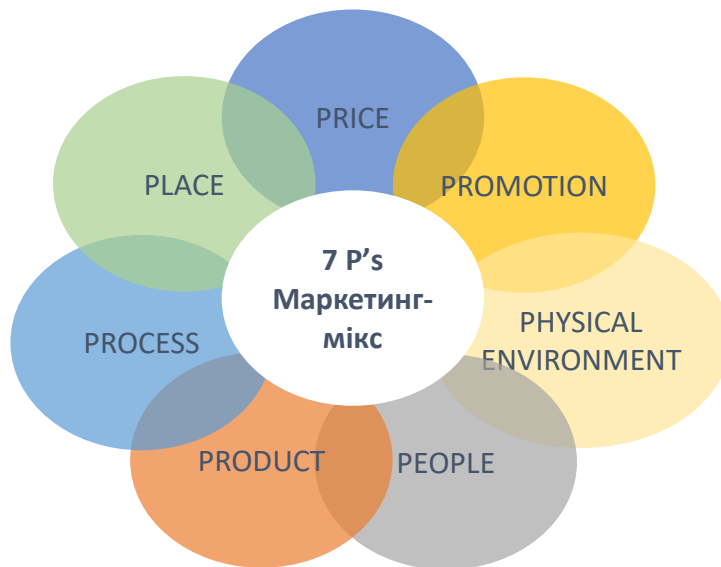 PRICE
PROMOTION
PHYSICAL
ENVIRONMENT
PEOPLE
PRODUCT
PROCESS
PLACE
7 P’s
Маркетинг-
мікс